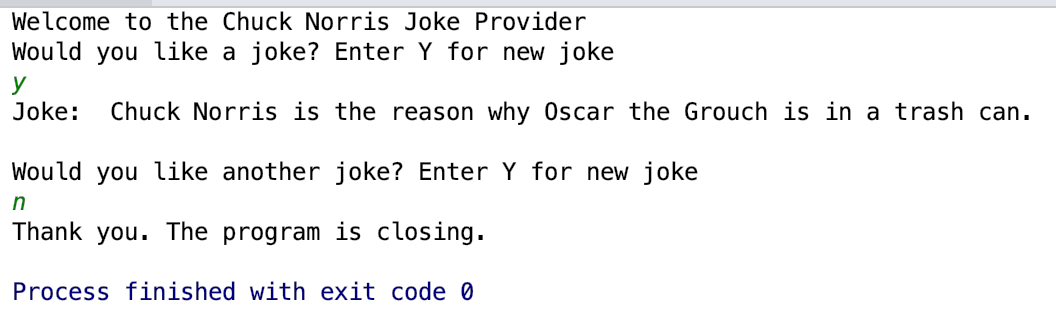 Welcome to the Chuck Norris Joke Provider
Would you like a joke? Enter Y for new joke
y
Joke:  Chuck Norris is the reason why Oscar the Grouch is in a trash can.
Would you like another joke? Enter Y for new joke
n
Thank you. The program is closing.
Process finished with exit code 0